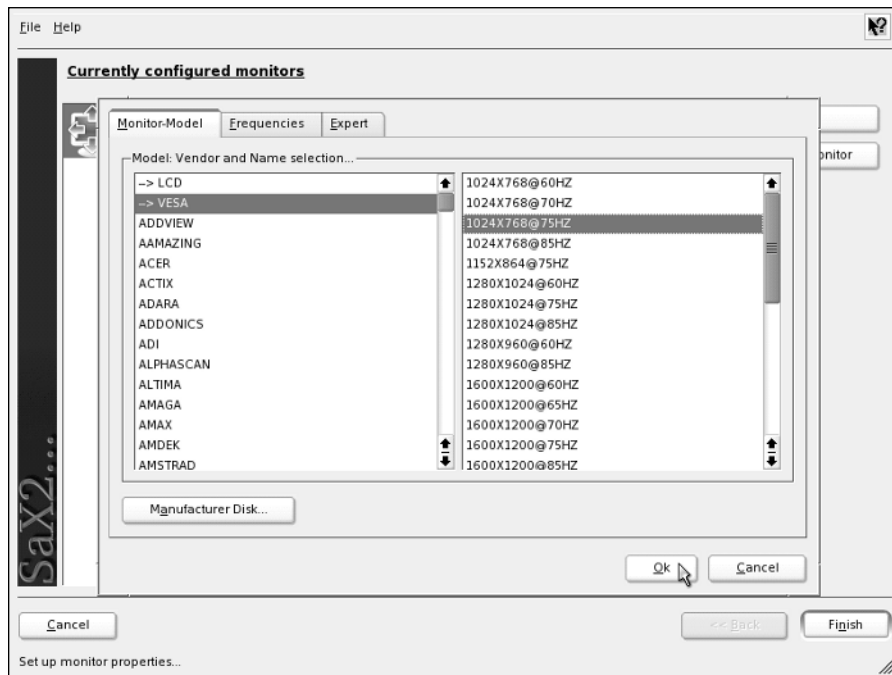 File Help
Currently configured monitors
Monitor-Model Frequencies Expert
onitor
Model: Vendor and Name selection...
--> LCD
--> VESA
ADDVIEW
AAMAZING
ACER
ACTIX
ADARA
ADDONICS
ADI
ALPHASCAN
ALTIMA
AMAGA
AMAX
AMDEK
AMSTRAD
1024X768@60HZ
1024X768@70HZ
1024X768@75HZ
1024X768@85HZ
1152X864@75HZ
1280X1024@60HZ
1280X1024@75HZ
1280X1024@85HZ
1280X960@60HZ
1280X960@85HZ
1600X1200@60HZ
1600X1200@65HZ
1600X1200@70HZ
1600X1200@75HZ
1600X1200@85HZ
Manufacturer Disk...
Ok Cancel
SaX2...
Cancel << Back Finish
Set up monitor properties...